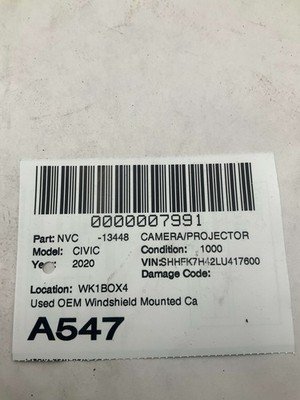 0000007991
Part: NVC -13448 CAMERA/PROJECTOR
Model: CIVIC Condition: 1000
2020 VIN:SHHFK7H42LU417600
Damage Code:
Location: WK1BOX4
Used OEM Windshield Mounted Ca
A547